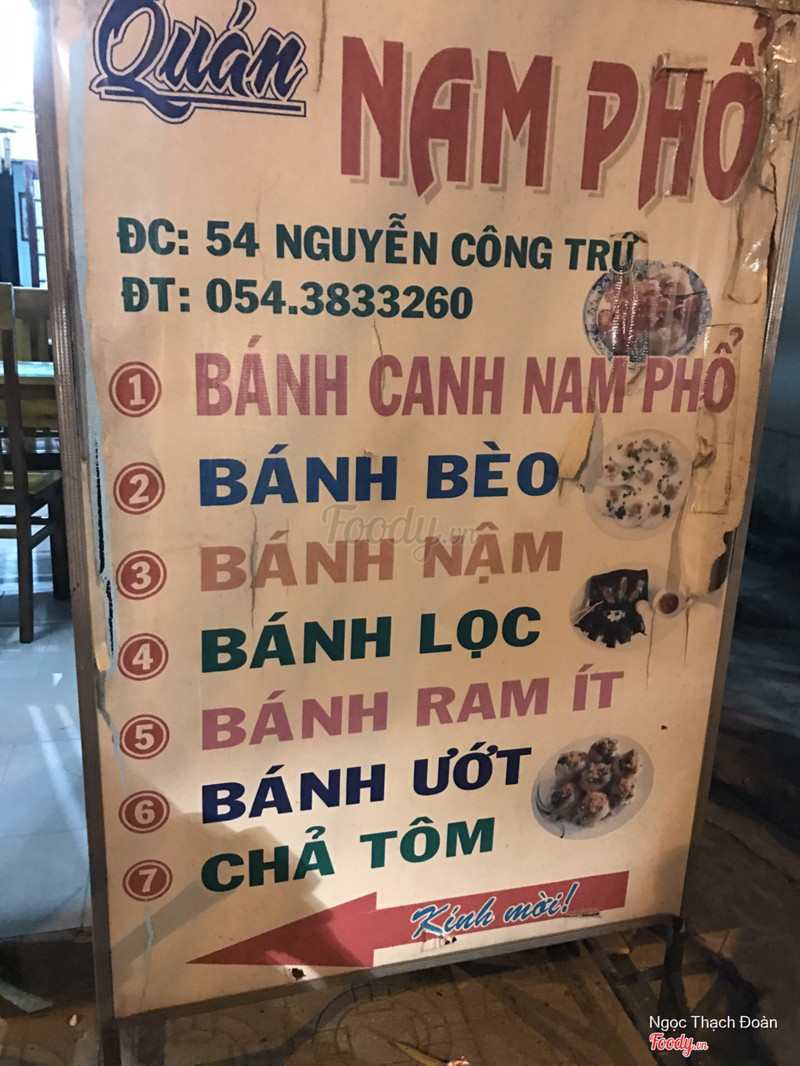 Quán
NAM PHỔ
ĐC: 54 NGUYỄN CÔNG TRỨ
ĐT: 054.3833260
1 BÁNH CANH NAM PHỔ
2 BÁNH BÈO
Foody.vn
3 BÁNH NẬM
4 BÁNH LỌC
5 BÁNH RAM ÍT
6 BÁNH ƯỚT
7 CHẢ TÔM
Kính mời!
Ngọc Thạch Đoàn
Foody.vn